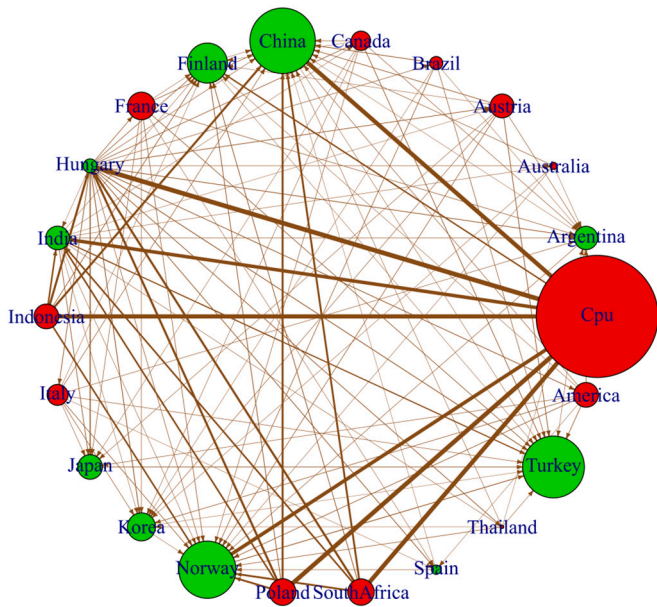 China
Canada
Finland
Brazil
France
Austria
Hungary
Australia
India
Argentina
Indonesia
Cpu
Italy
America
Japan
Turkey
Korea
Thailand
Norway
Spain
Poland
SouthAfrica